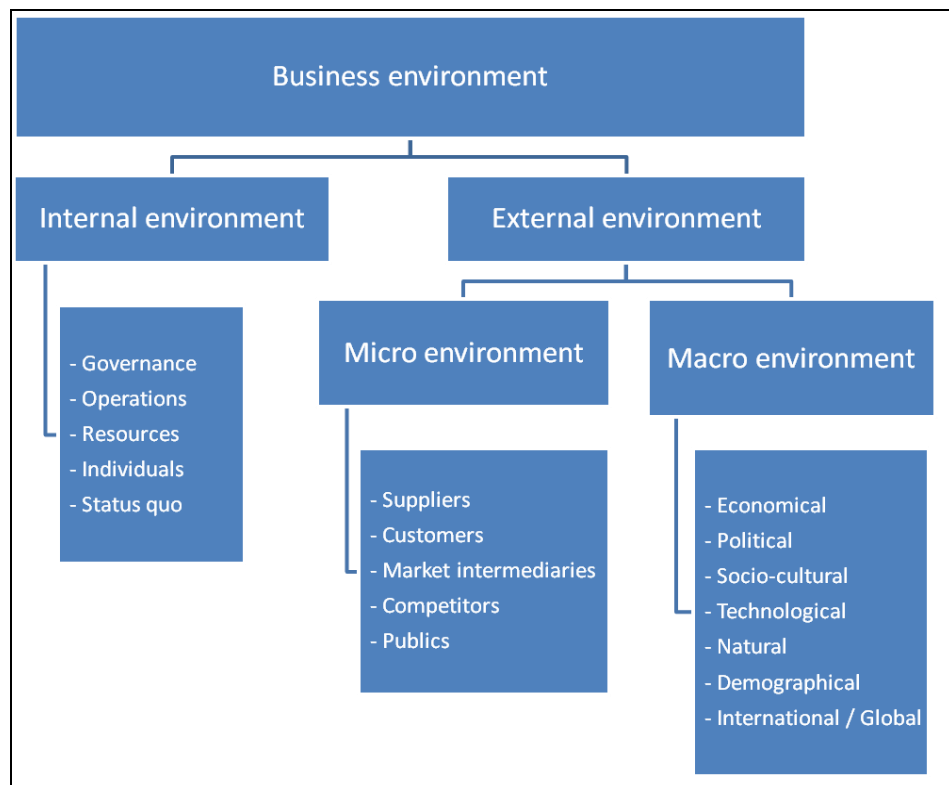 Business environment
Internal environment
External environment
- Governance
- Operations
- Resources
- Individuals
- Status quo
Micro environment
Macro environment
- Suppliers
- Customers
- Market intermediaries
- Competitors
- Publics
- Economical
- Political
- Socio-cultural
- Technological
- Natural
- Demographical
- International / Global